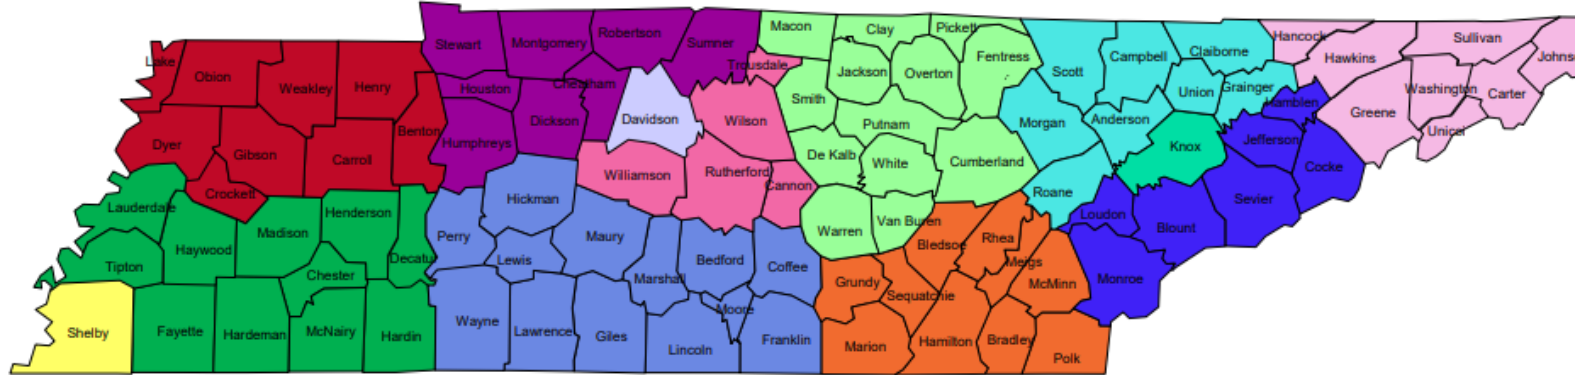 Lake
Obion
Weakley
Henry
Benton
Dyer
Gibson
Carroll
Crockett
Stewart
Montgomery
Robertson
Sumner
Houston
Cheatham
Dickson
Humphreys
Davidson
Trousdale
Wilson
Williamson
Rutherford
Cannon
Macon
Clay
Pickett
Fentress
Jackson
Overton
Smith
Putnam
De Kalb
White
Cumberland
Warren
Van Buren
Scott
Campbell
Claiborne
Union
Grainger
Morgan
Anderson
Roane
Knox
Hamblen
Jefferson
Cocke
Sevier
Loudon
Blount
Monroe
Hancock
Hawkins
Sullivan
Johns
Greene
Washington
Carter
Unicoi
Lauderdale
Haywood
Madison
Henderson
Decatu
Tipton
Chester
Fayette
Hardeman
McNairy
Hardin
Shelby
Hickman
Perry
Lewis
Maury
Marshall
Bedford
Coffee
Moore
Wayne
Lawrence
Giles
Lincoln
Franklin
Bledsoe
Rhea
Meigs
McMinn
Grundy
Sequatchie
Marion
Hamilton
Bradley
Polk